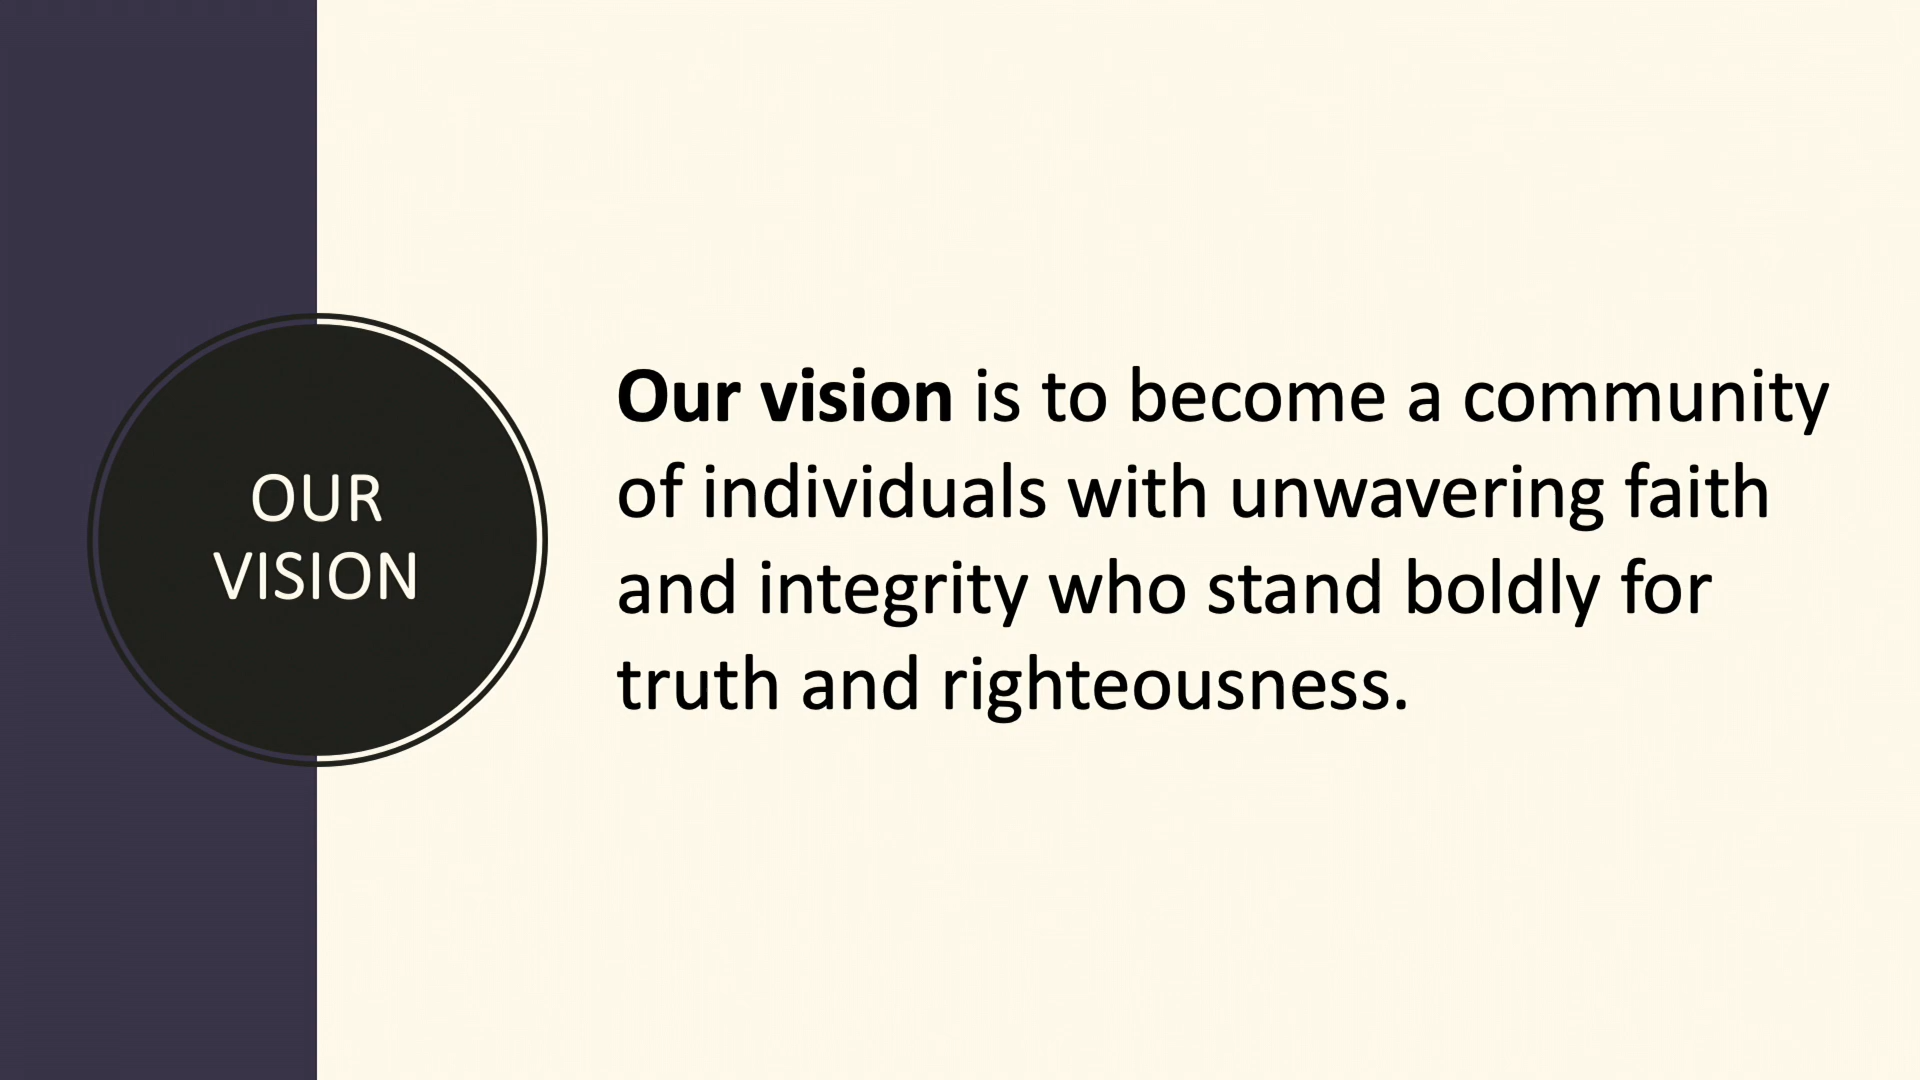 OUR
VISION
Our vision is to become a community
of individuals with unwavering faith
and integrity who stand boldly for
truth and righteousness.